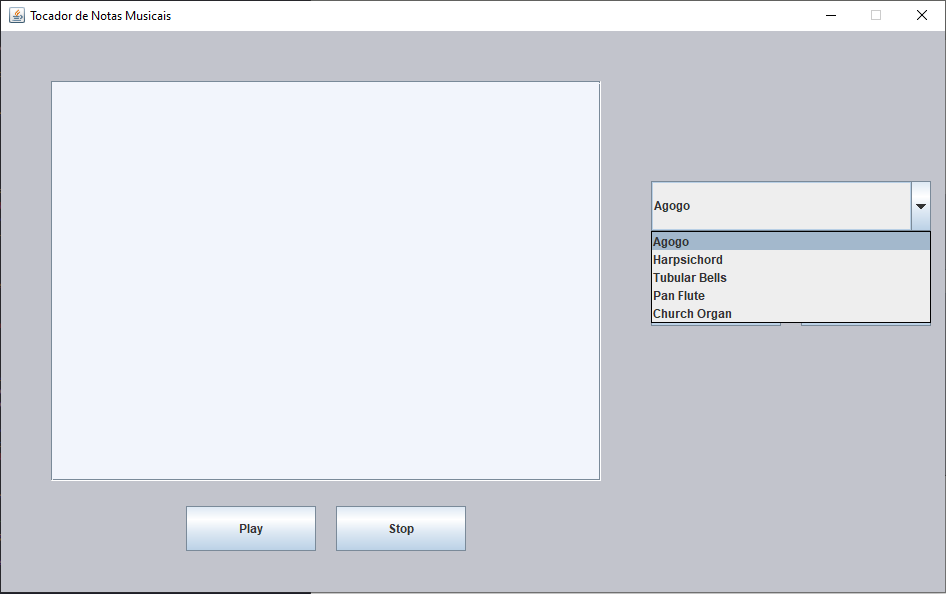 Tocador de Notas Musicais
Agogo
Agogo
Harpsichord
Tubular Bells
Pan Flute
Church Organ
Play
Stop